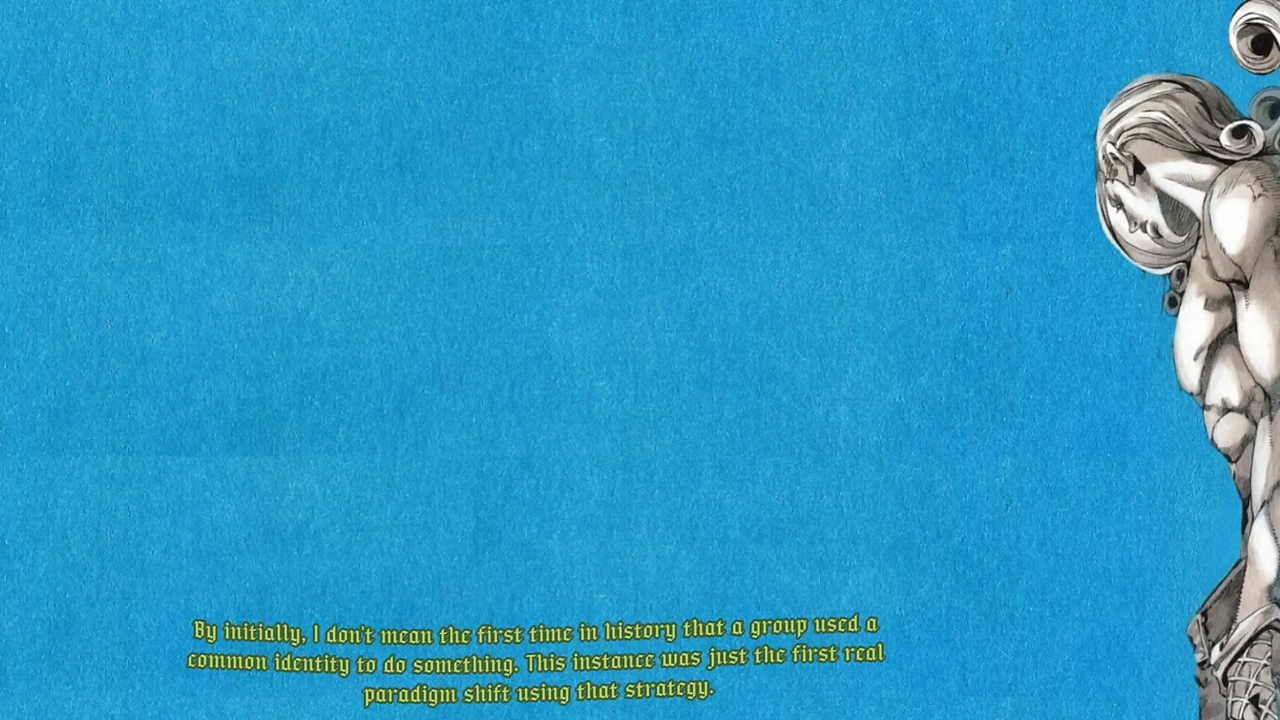 By initially, I don't mean the first time in history that a group used a
common identity to do something. This instance was just the first real
paradigm shift using that strategy.